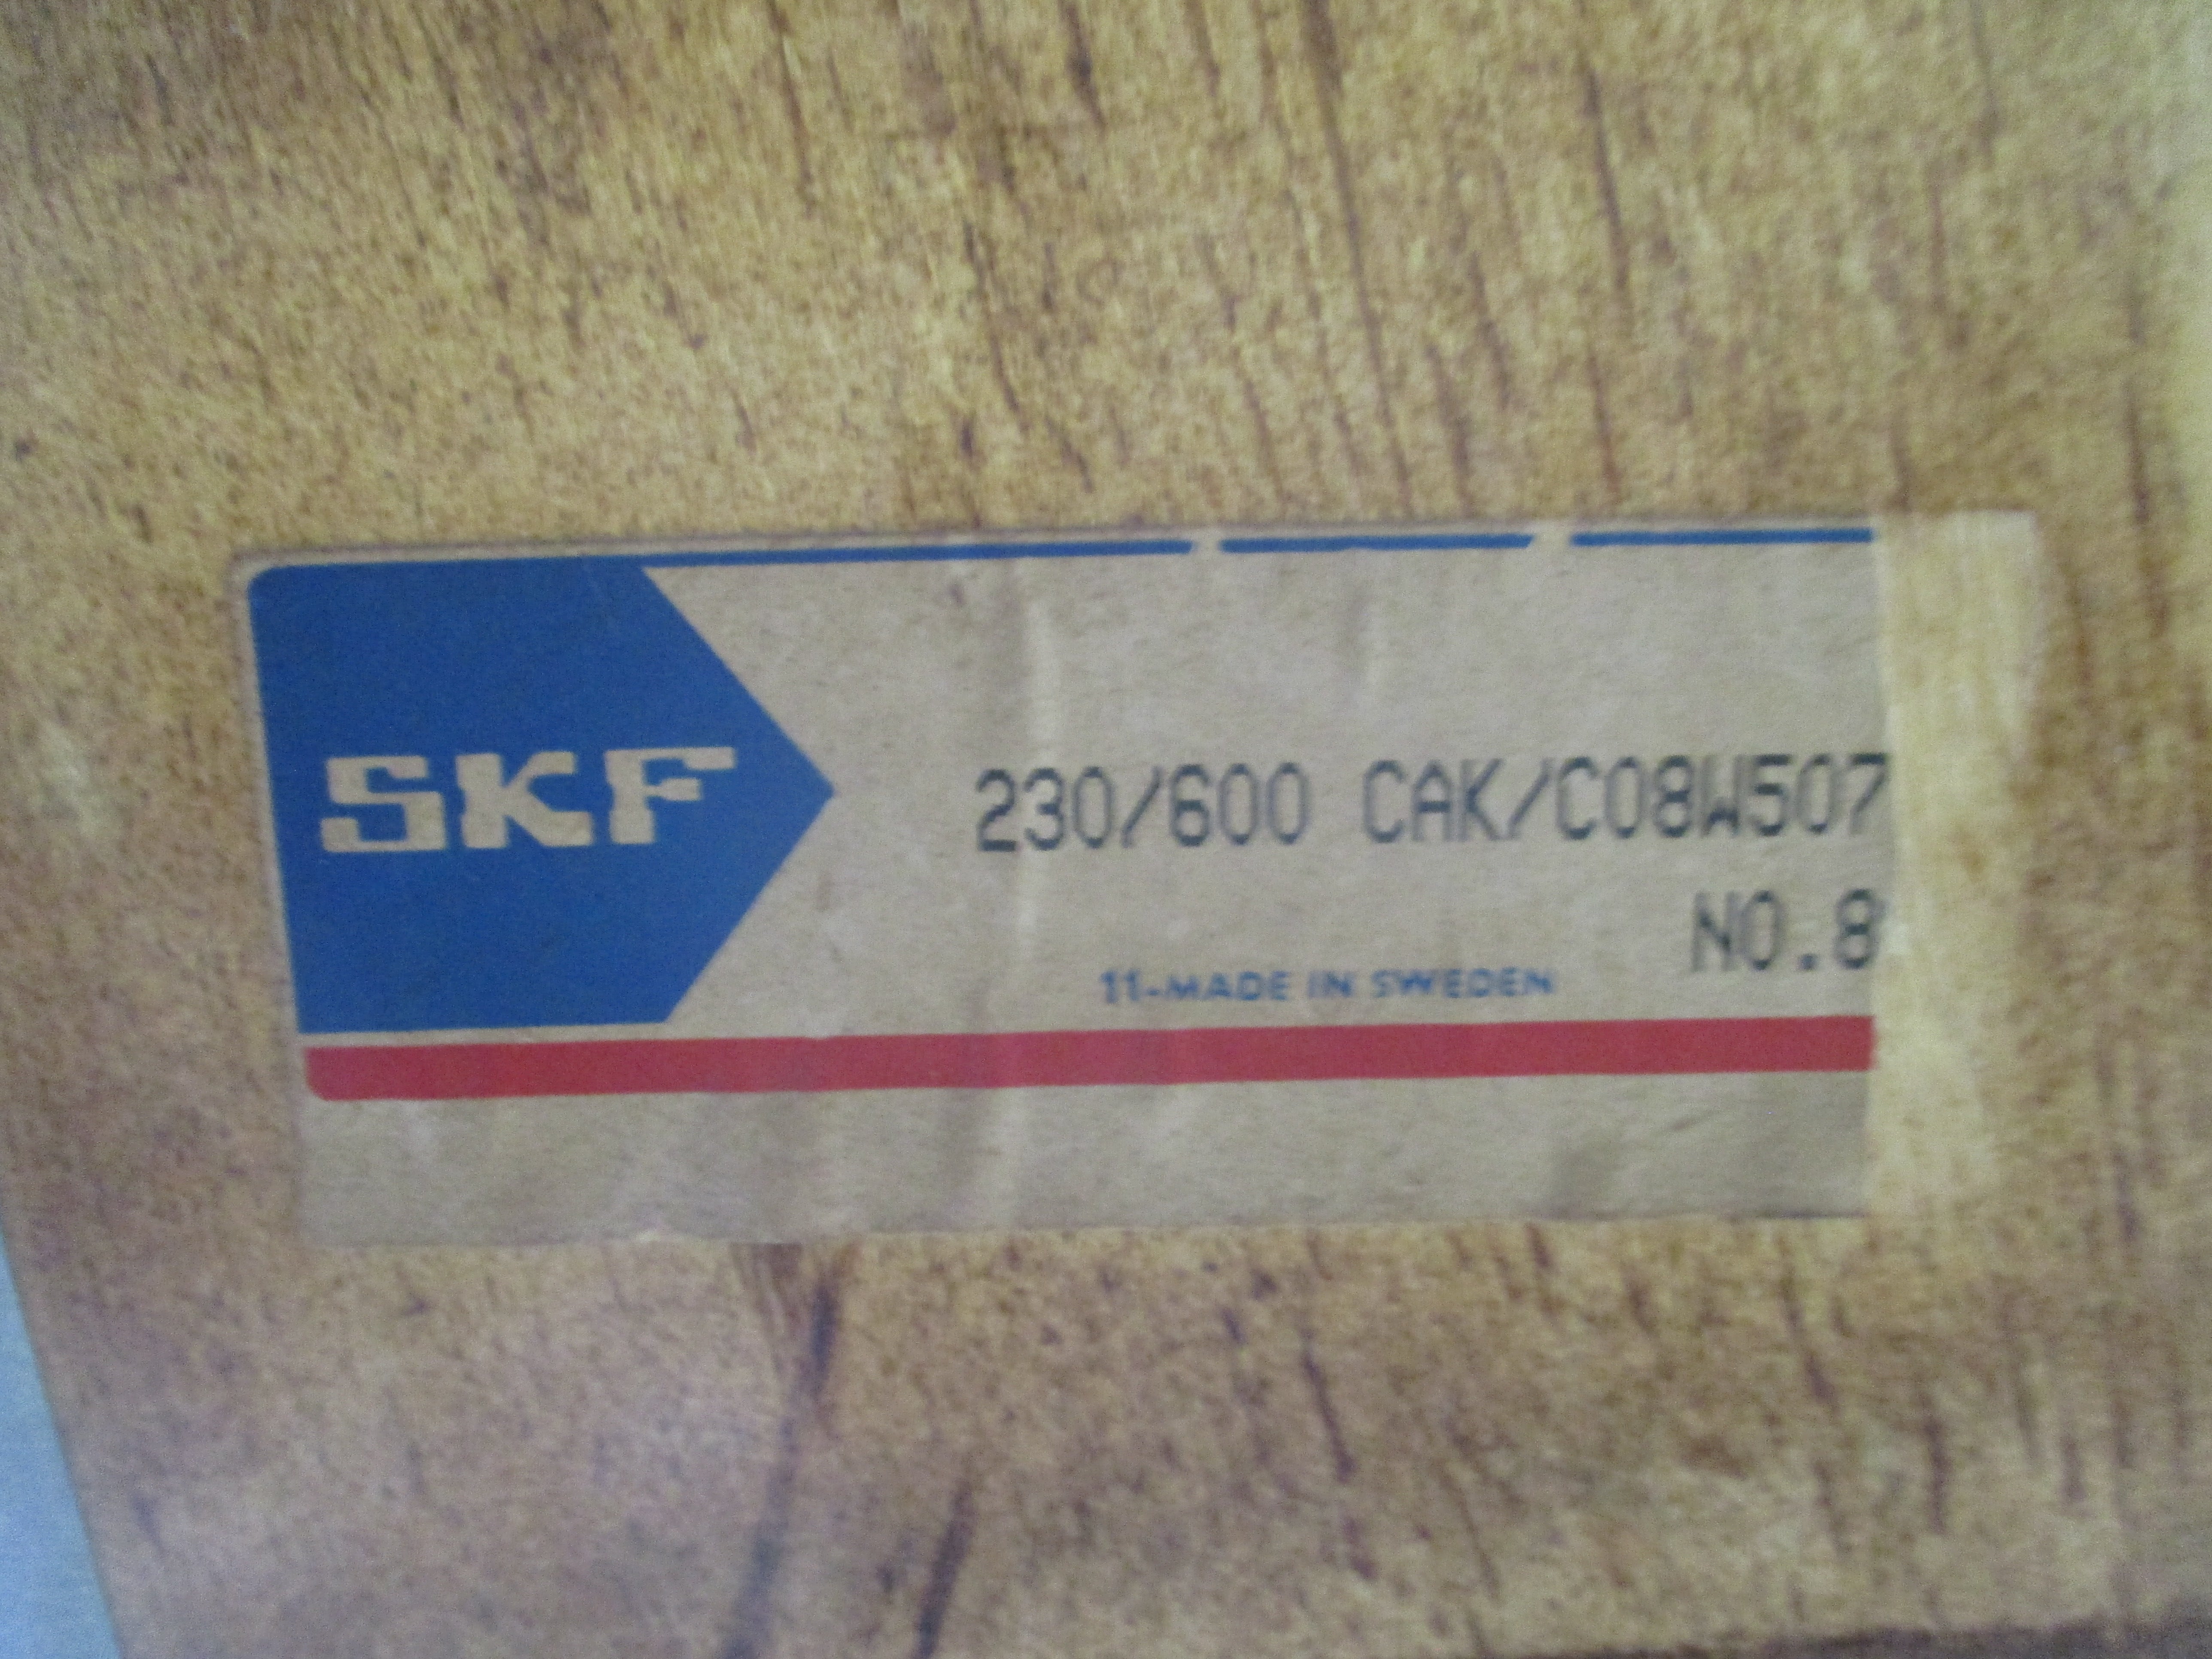 SKF
230/600 CAK/C08W507
NO.8
11-MADE IN SWEDEN